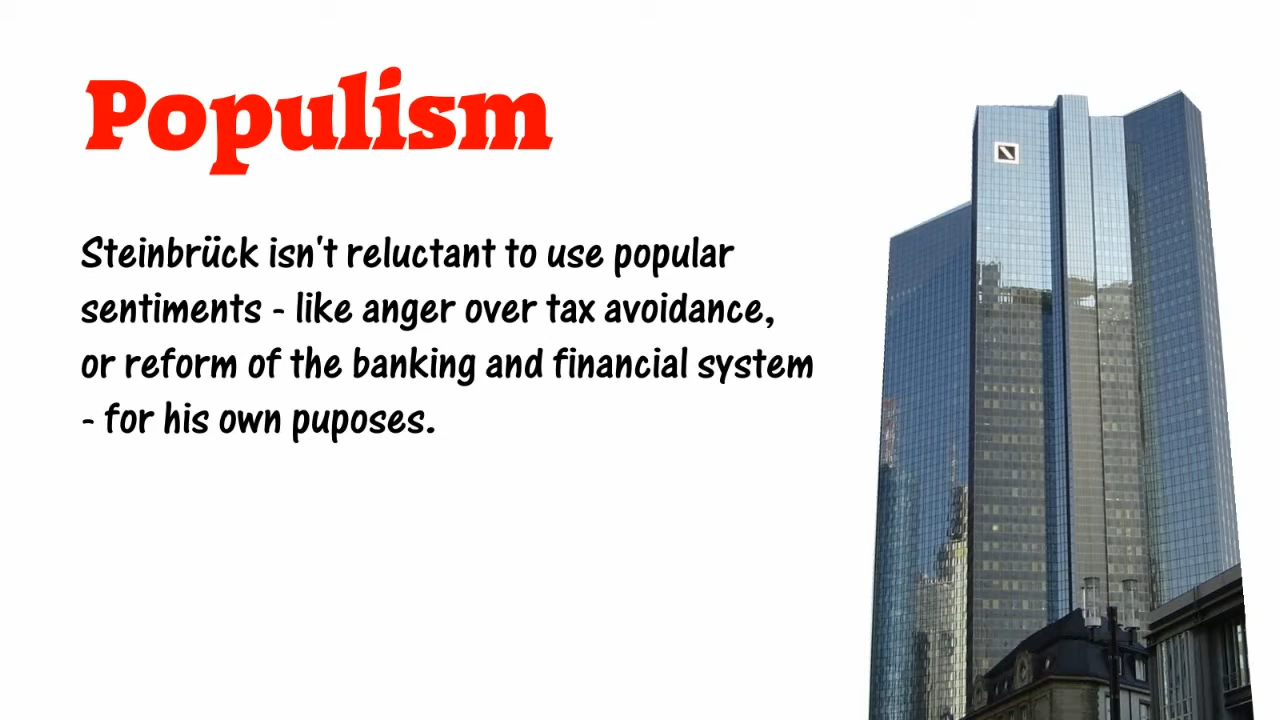 Populism
Steinbrück isn't reluctant to use popular
sentiments - like anger over tax avoidance,
or reform of the banking and financial system
- for his own puposes.